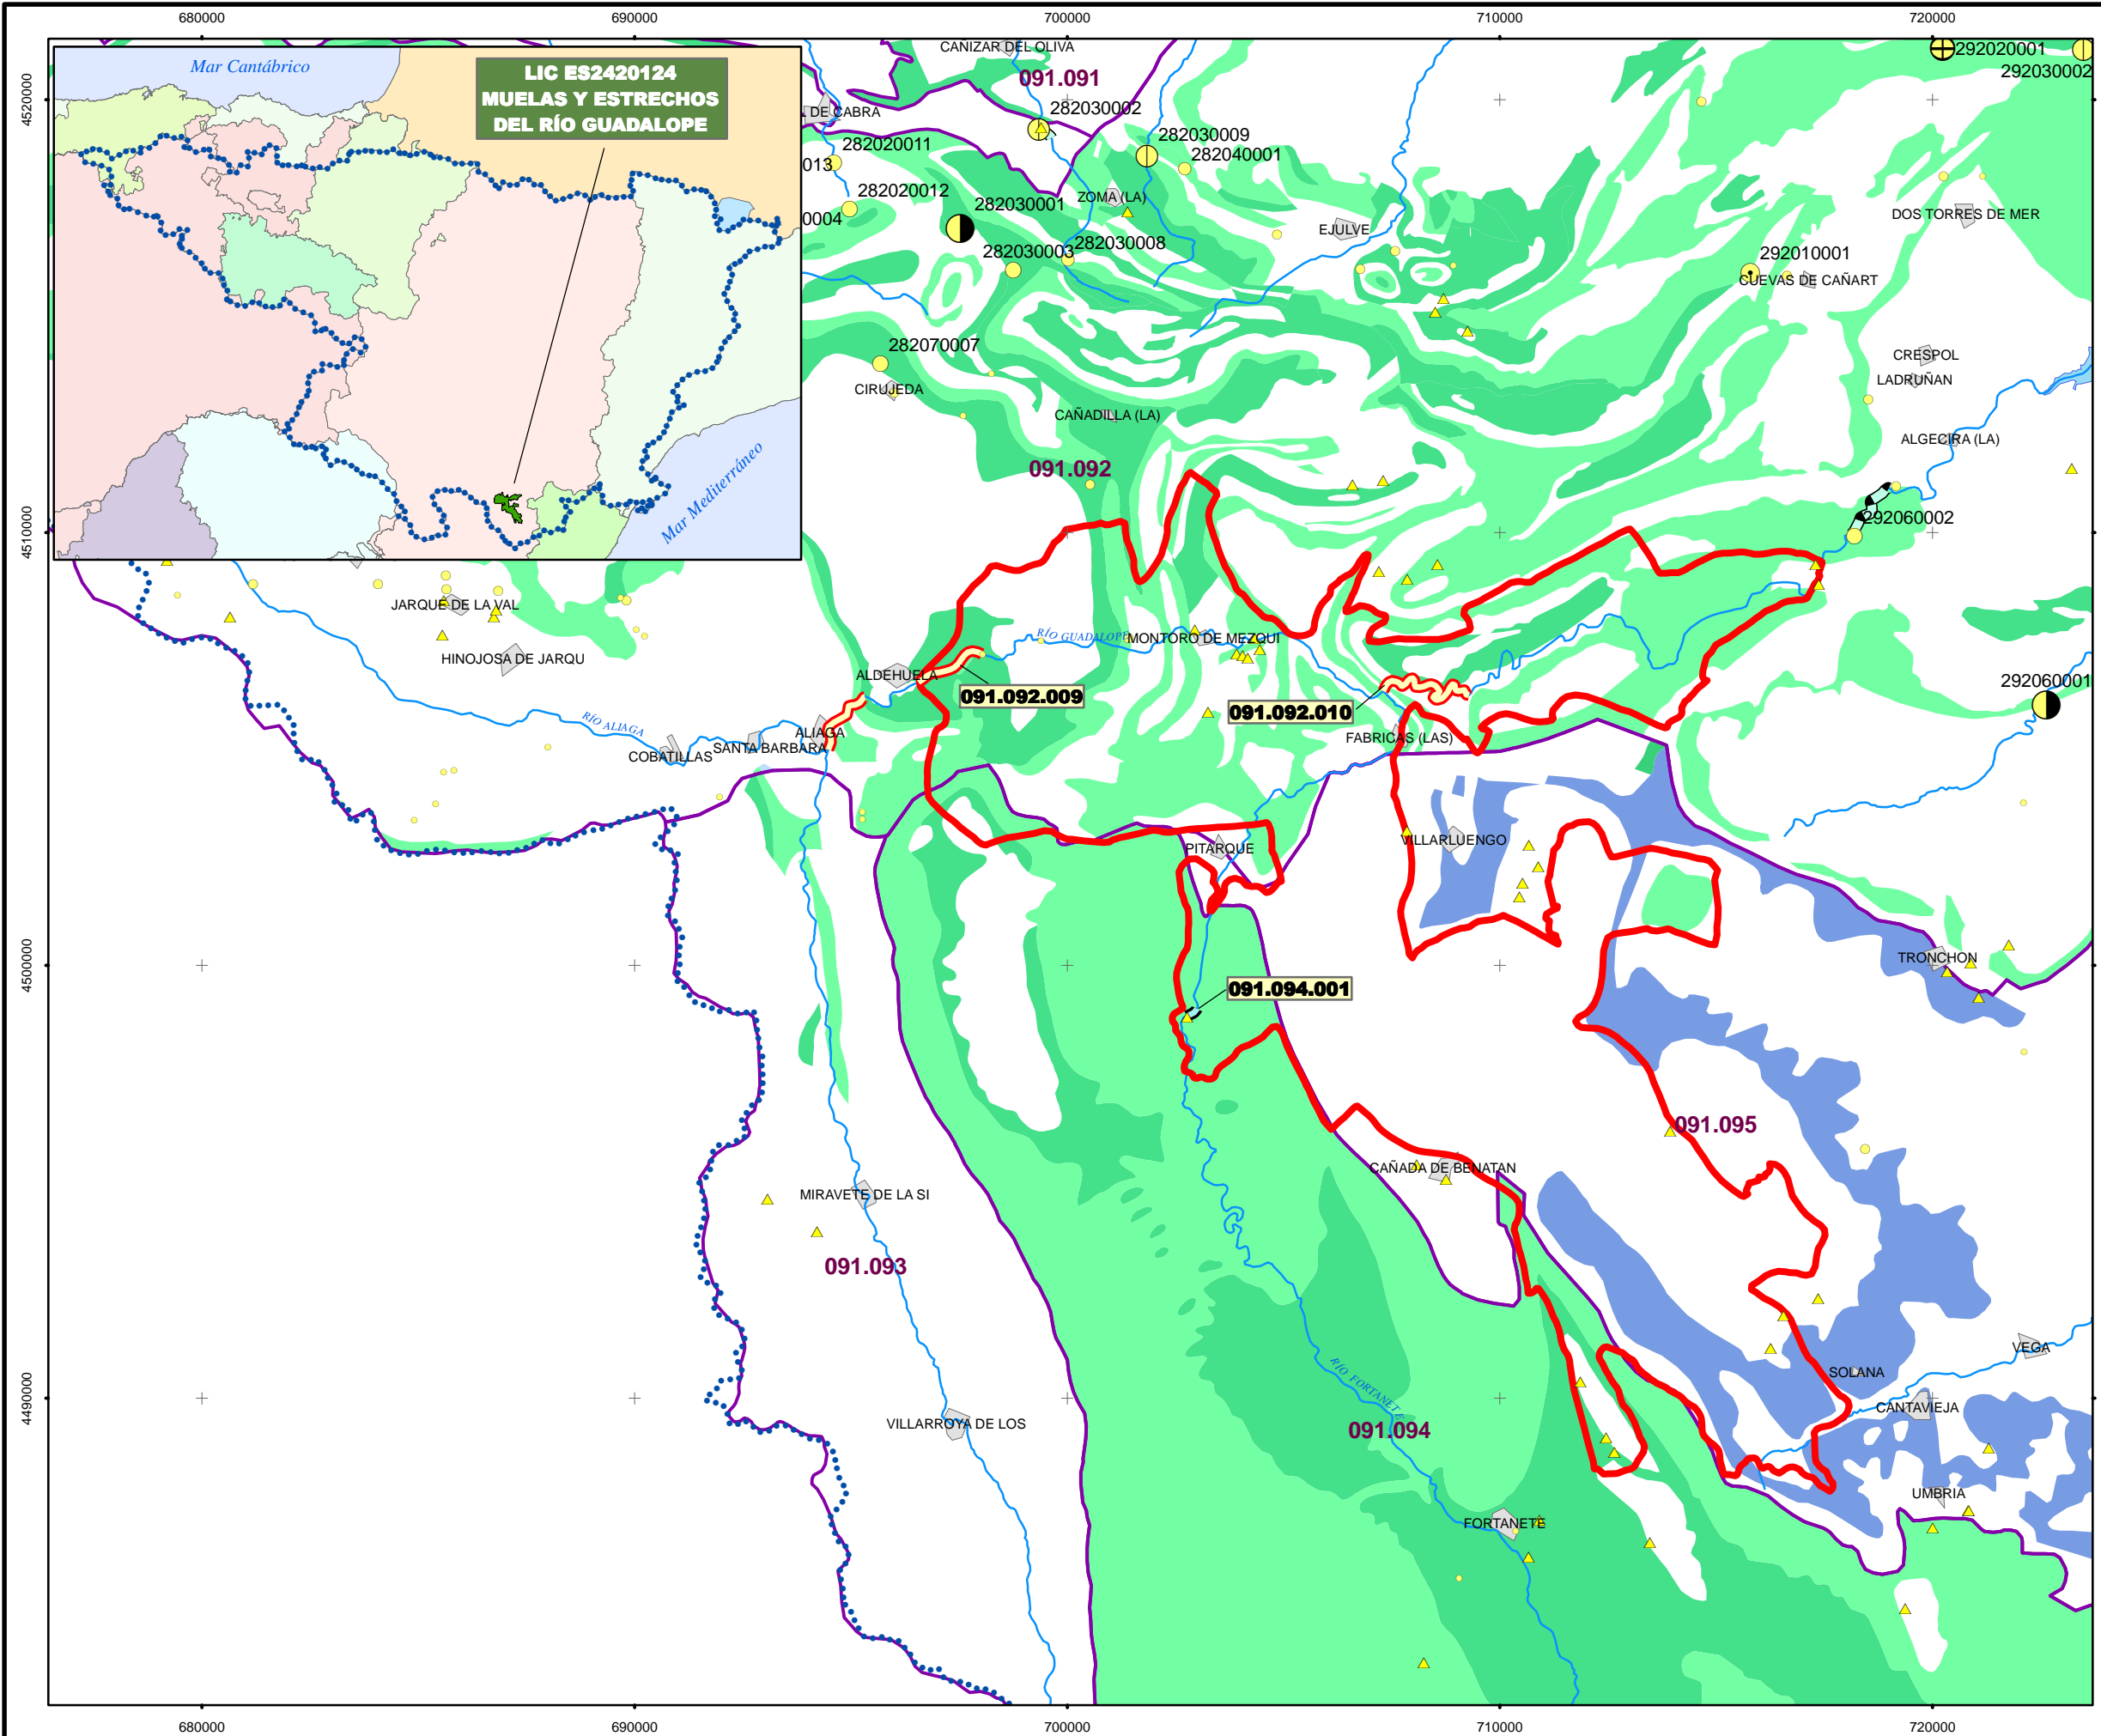 680000
690000
700000
710000
720000
Mar Cantábrico
LIC ES2420124
MUELAS Y ESTRECHOS
DEL RÍO GUADALOPE
Mar Mediterráneo
CAÑIZAR DEL OLIVA
091.091
292020001
292030002
4520000
DE CABRA
282030002
282020011
013
282030009
282040001
282020012
282030001
ZOMA (LA)
0004
EJULVE
DOS TORRES DE MER
282030003
282030008
292010001
CUEVAS DE CAÑART
282070007
CIRUJEDA
CRESPOL
LADRUÑAN
CAÑADILLA (LA)
ALGECIRA (LA)
091.092
4510000
292060002
JARQUE DE LA VAL
RÍO GUADALOPE
MONTORO DE MEZQUI
HINOJOSA DE JARQU
ALDEHUELA
091.092.009
292060001
091.092.010
RÍO ALIAGA
ALIAGA
SANTA BARBARA
FABRICAS (LAS)
COBATILLAS
PITARQUE
VILLARLUENGO
4500000
TRONCHON
091.094.001
091.095
CAÑADA DE BENATAN
MIRAVETE DE LA SI
091.093
VEGA
SOLANA
4490000
RÍO FORTANETE
CANTAVIEJA
VILLARROYA DE LOS
091.094
UMBRIA
FORTANETE
680000
690000
700000
710000
720000